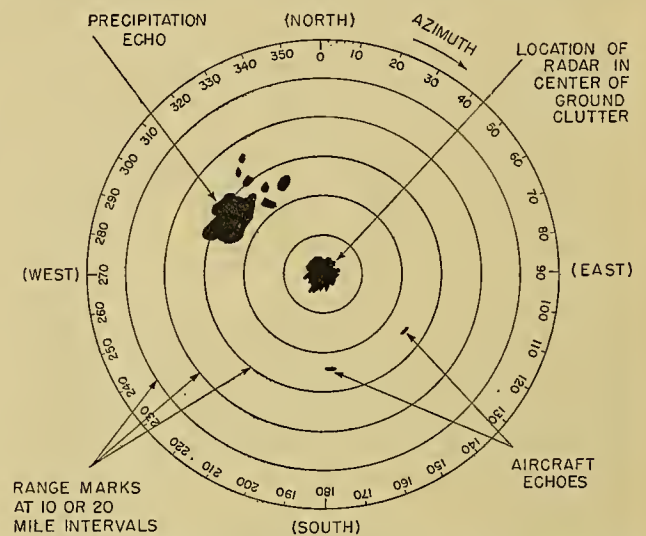 PRECIPITATION
ECHO
(NORTH)
AZIMUTH
LOCATION OF
RADAR IN
CENTER OF
GROUND
CLUTTER
0
10
20
30
40
50
60
70
80
90
(EAST)
100
110
120
130
140
150
160
170
180
(SOUTH)
190
200
210
220
230
240
250
260
270
(WEST)
280
290
300
310
320
330
340
350
RANGE MARKS
AT 10 OR 20
MILE INTERVALS
AIRCRAFT
ECHOES